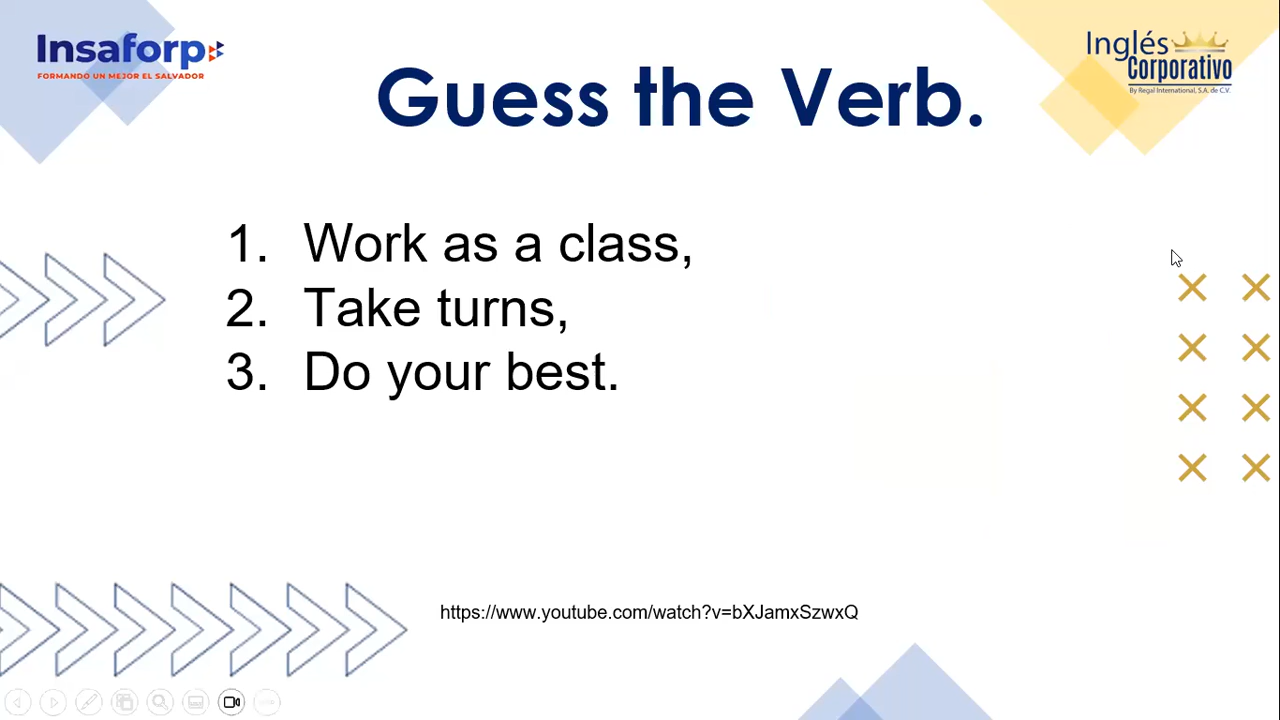 Insaforp
FORMANDO UN MEJOR EL SALVADOR
Inglés
Corporativo
By Regal International, S.A. de C.V.
Guess the Verb.
1. Work as a class,
2. Take turns,
3. Do your best.
https://www.youtube.com/watch?v=bXJamxSzwxQ